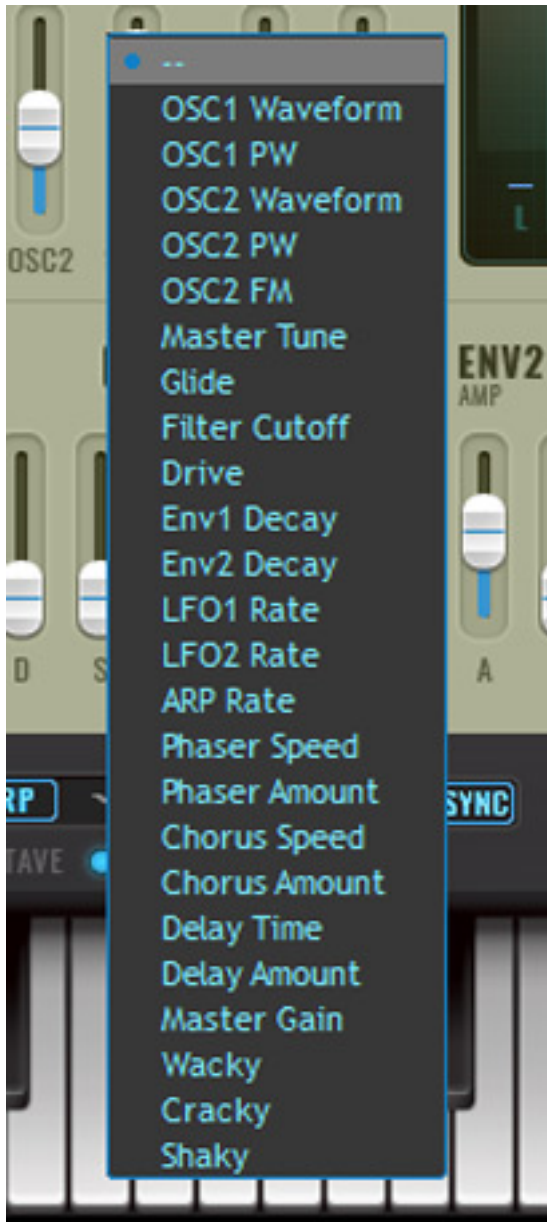 --
OSC1 Waveform
OSC1 PW
OSC2 Waveform
OSC2 PW
OSC2 FM
Master Tune
Glide
Filter Cutoff
Drive
Env1 Decay
Env2 Decay
LFO1 Rate
LFO2 Rate
ARP Rate
Phaser Speed
Phaser Amount
Chorus Speed
Chorus Amount
Delay Time
Delay Amount
Master Gain
Wacky
Cracky
Shaky
OSC2
L
ENV2
AMP
D
S
A
RP
SYNC
TAVE